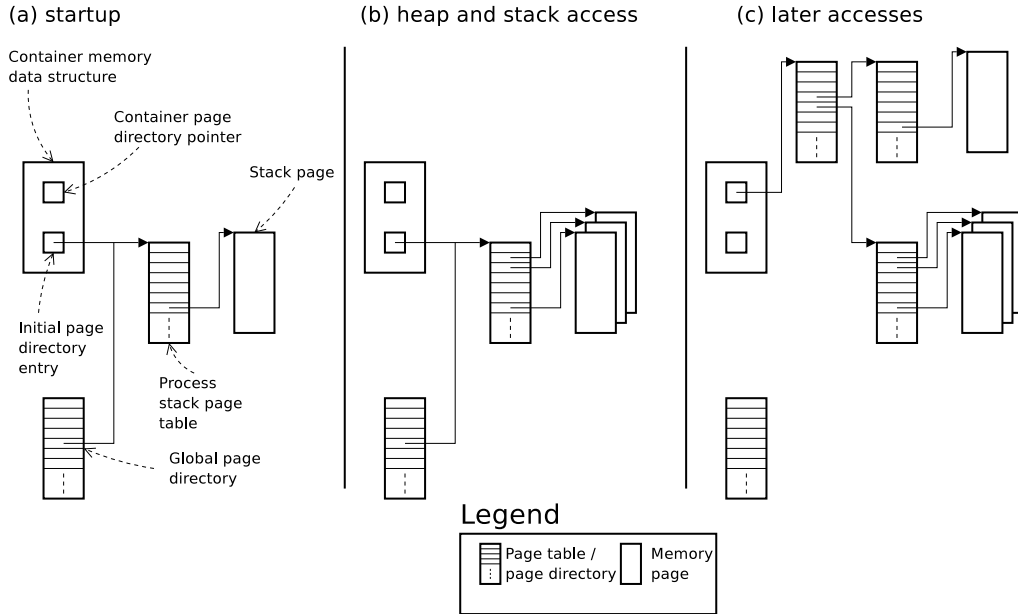 (a) startup
(b) heap and stack access
(c) later accesses
Container memory
data structure
Container page
directory pointer
Stack page
Initial page
directory
entry
Process
stack page
table
Global page
directory
Legend
Page table /
page directory
Memory
page